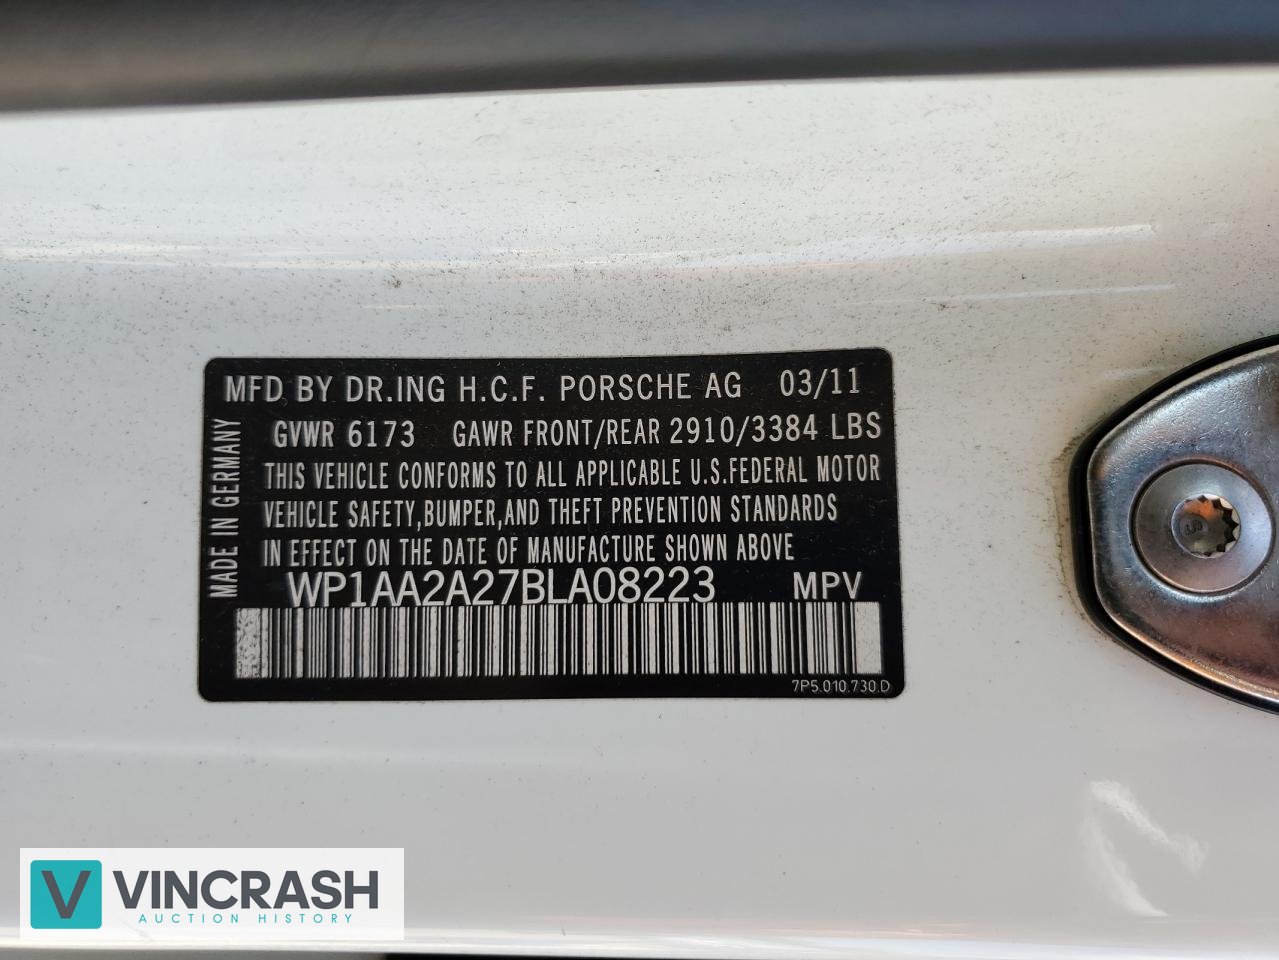 MFD. BY DR.ING H.C.F. PORSCHE AG 03/11
GVWR 6173 GAWR FRONT/REAR 2910/3384 LBS
THIS VEHICLE CONFORMS TO ALL APPLICABLE U.S.FEDERAL MOTOR
VEHICLE SAFETY,BUMPER,AND THEFT PREVENTION STANDARDS
IN EFFECT ON THE DATE OF MANUFACTURE SHOWN ABOVE
WP1AA2A27BLA08223 MPV
7P5.010.730.D
MADE IN GERMANY
V VINCRASH
AUCTION HISTORY